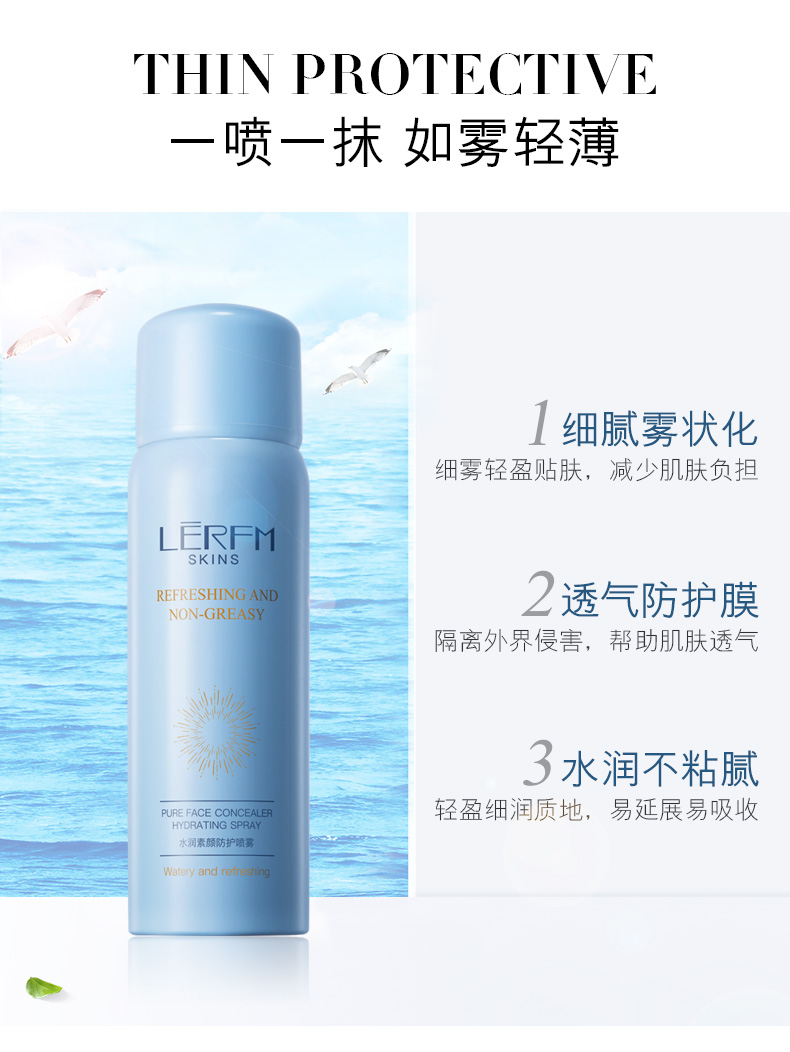 THIN PROTECTIVE
一喷一抹 如雾轻薄
LĒRFM
SKINS
REFRESHING AND
NON-GREASY
PURE FACE CONCEALER
HYDRATING SPRAY
水润素颜防护喷雾
Watery and refreshing
1 细腻雾状化
细雾轻盈贴肤，减少肌肤负担
2 透气防护膜
隔离外界侵害，帮助肌肤透气
3 水润不粘腻
轻盈细润质地，易延展易吸收